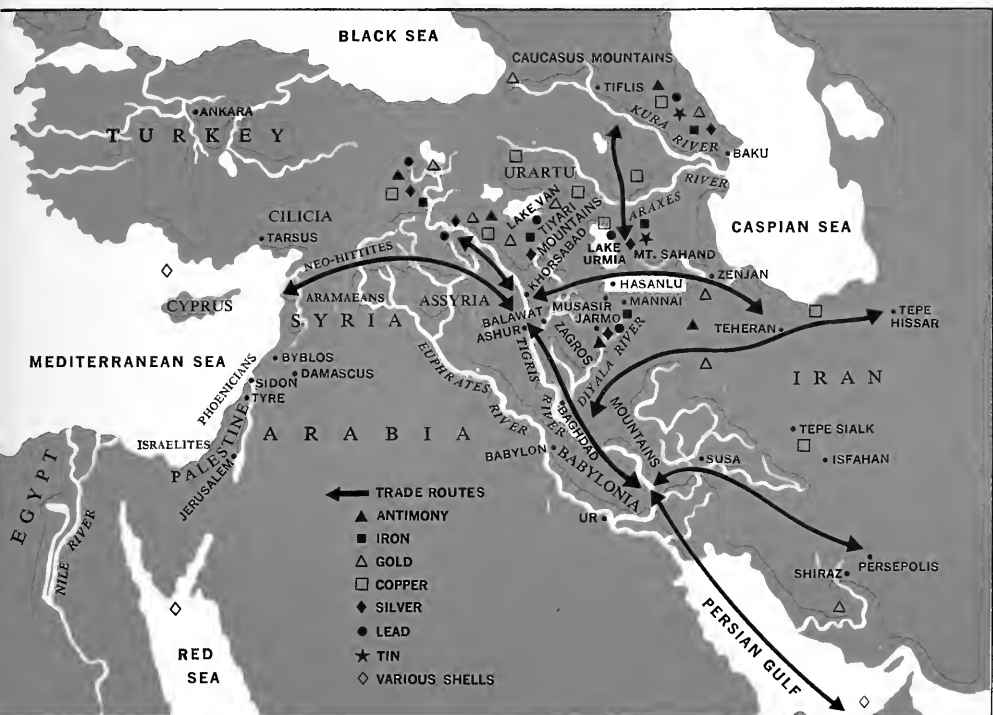 BLACK SEA
CAUCASUS MOUNTAINS
TIFLIS
KURA RIVER
BAKU
ANKARA
TURKEY
URARTU
ARAXES RIVER
CASPIAN SEA
LAKE VAN
TIYARI MOUNTAINS
KHORSABAD
LAKE URMIA
MT. SAHAND
CILICIA
TARSUS
NEO-HITTITES
ZENJAN
HASANLU
CYPRUS
ARAMAEANS
ASSYRIA
MUSASIR
MANNAI
SYRIA
BALAWAT
JARMO
ASHUR
TEHERAN
TEPE HISSAR
MEDITERRANEAN SEA
BYBLOS
DAMASCUS
PHOENICIANS
SIDON
TYRE
EUPHRATES RIVER
TIGRIS RIVER
ZAGROS MOUNTAINS
DIYALA RIVER
IRAN
ISRAELITES
PALESTINE
JERUSALEM
ARABIA
BAGHDAD
BABYLON
BABYLONIA
TEPE SIALK
SUSA
ISFAHAN
EGYPT
NILE RIVER
UR
PERSEPOLIS
SHIRAZ
RED SEA
PERSIAN GULF
TRADE ROUTES
ANTIMONY
IRON
GOLD
COPPER
SILVER
LEAD
TIN
VARIOUS SHELLS